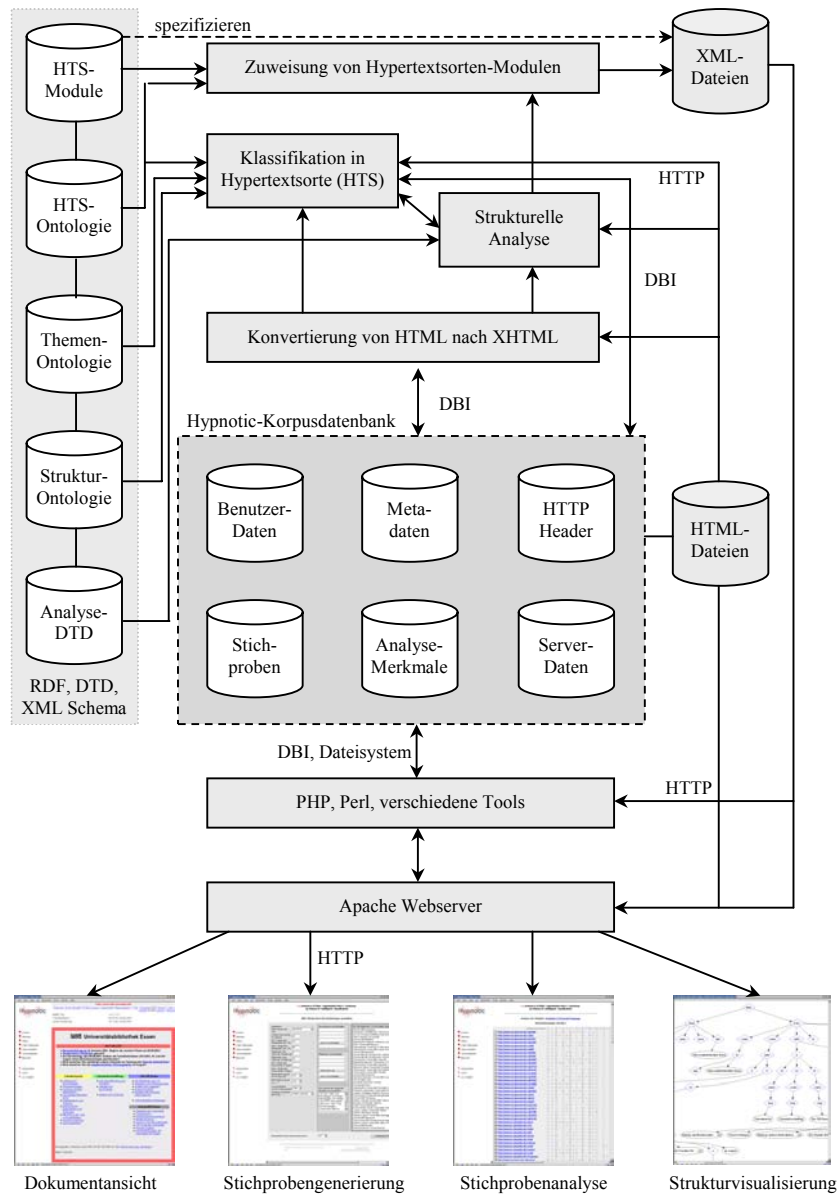 spezifizieren
HTS-
Module
Zuweisung von Hypertextsorten-Modulen
XML-
Dateien
Klassifikation in
Hypertextsorte (HTS)
HTTP
HTS-
Ontologie
Strukturelle
Analyse
DBI
Themen-
Ontologie
Konvertierung von HTML nach XHTML
DBI
Hypnotic-Korpusdatenbank
Struktur-
Ontologie
Benutzer-
Daten
Meta-
daten
HTTP
Header
HTML-
Dateien
Analyse-
DTD
Stich-
proben
Analyse-
Merkmale
Server-
Daten
RDF, DTD,
XML Schema
DBI, Dateisystem
HTTP
PHP, Perl, verschiedene Tools
Apache Webserver
HTTP
Universitätsbibliothek Essen
Dokumentansicht
Stichprobengenerierung
Stichprobenanalyse
Strukturvisualisierung